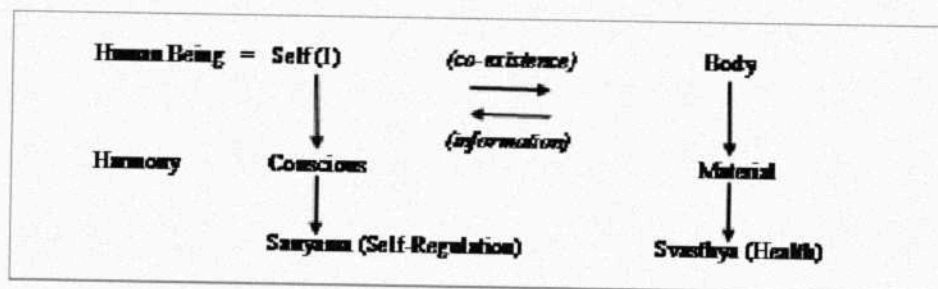 Human Being = Self (I) (co-existence) Body
(information)
Harmony Conscious Material
Sanyama (Self-Regulation) Svasthya (Health)